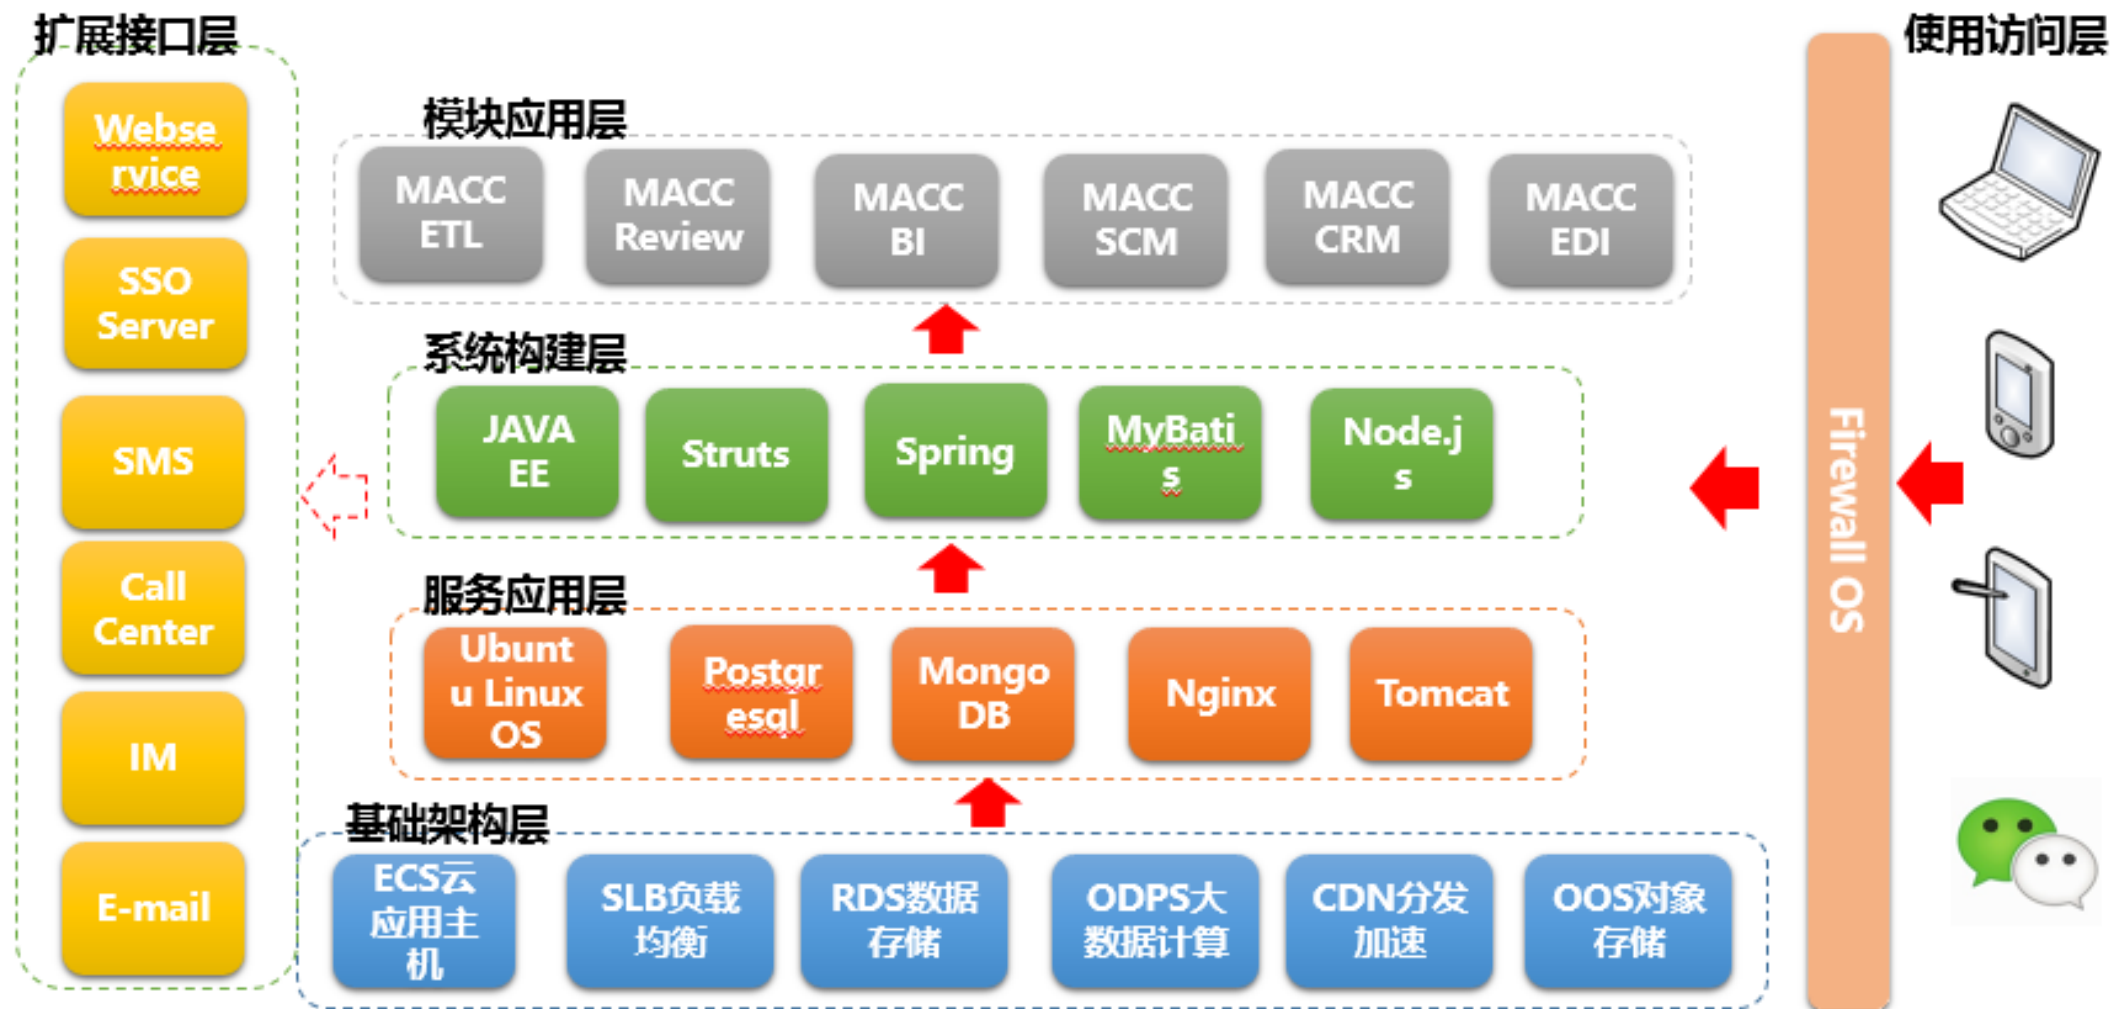 扩展接口层
Webse
rvice
SSO
Server
SMS
Call
Center
IM
E-mail
模块应用层
MACC
ETL
MACC
Review
MACC
BI
MACC
SCM
MACC
CRM
MACC
EDI
系统构建层
JAVA
EE
Struts
Spring
MyBati
s
Node.j
s
服务应用层
Ubunt
u Linux
OS
Postgr
esql
Mongo
DB
Nginx
Tomcat
基础架构层
ECS云
应用主
机
SLB负载
均衡
RDS数据
存储
ODPS大
数据计算
CDN分发
加速
OOS对象
存储
Firewall OS
使用访问层